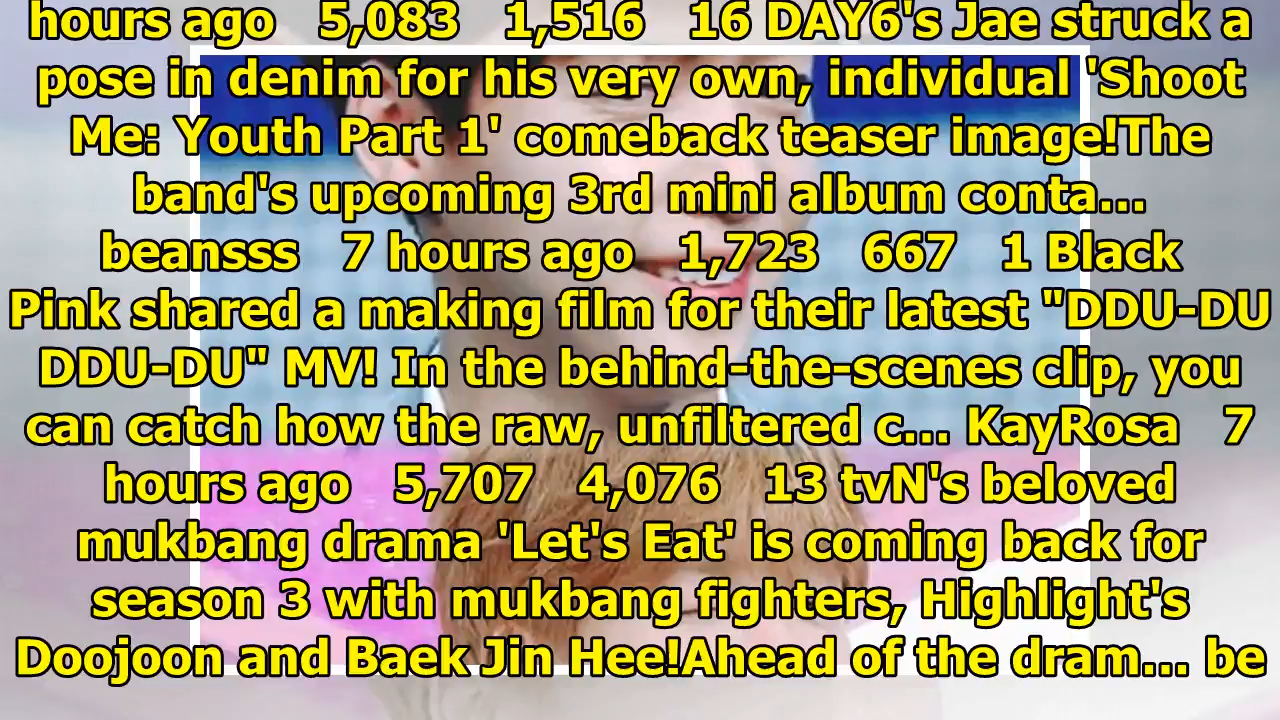 hours ago   5,083   1,516   16 DAY6's Jae struck a
pose in denim for his very own, individual 'Shoot
Me: Youth Part 1' comeback teaser image!The
band's upcoming 3rd mini album conta...
beansss   7 hours ago   1,723   667   1 Black
Pink shared a making film for their latest "DDU-DU
DDU-DU" MV! In the behind-the-scenes clip, you
can catch how the raw, unfiltered c... KayRosa   7
hours ago   5,707   4,076   13 tvN's beloved
mukbang drama 'Let's Eat' is coming back for
season 3 with mukbang fighters, Highlight's
Doojoon and Baek Jin Hee!Ahead of the dram... be